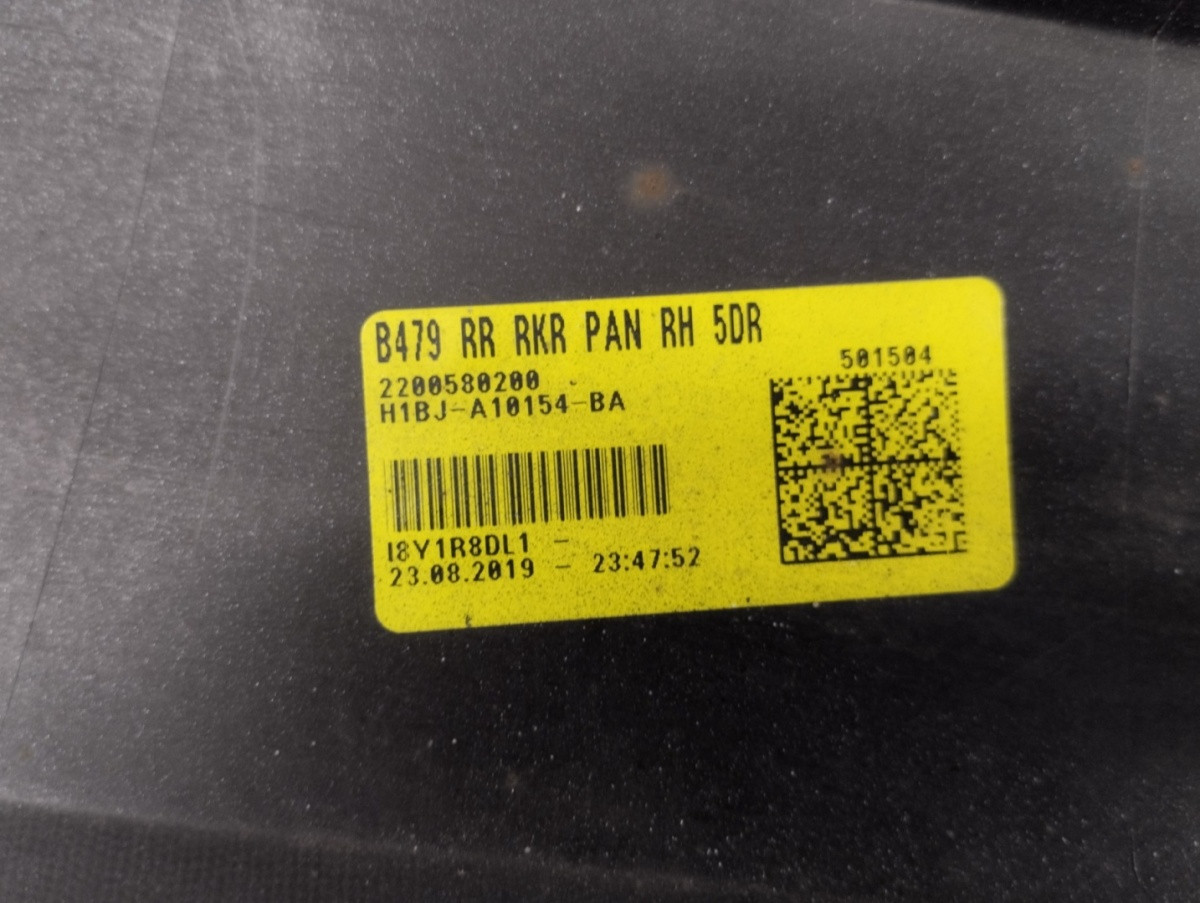 B479 RR RKR PAN RH 5DR
501504
2200580200
H1BJ-A10154-BA
I8Y1R8DL1 -
23.08.2019 - 23:47:52